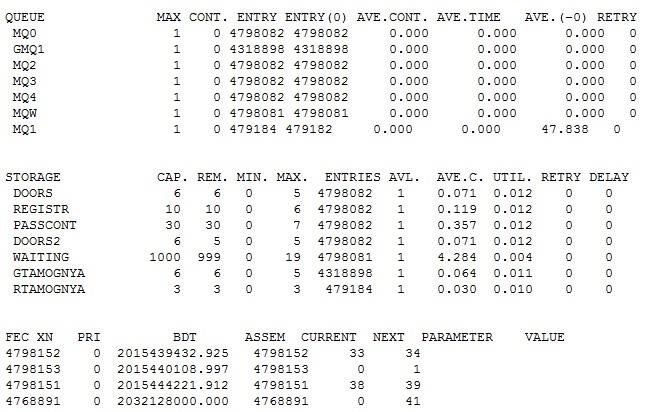 QUEUE MAX CONT. ENTRY ENTRY(0) AVE.CONT. AVE.TIME AVE.(-0) RETRY
MQ0 1 0 4798082 4798082 0.000 0.000 0.000 0
GMQ1 1 0 4318898 4318898 0.000 0.000 0.000 0
MQ2 1 0 4798082 4798082 0.000 0.000 0.000 0
MQ3 1 0 4798082 4798082 0.000 0.000 0.000 0
MQ4 1 0 4798082 4798082 0.000 0.000 0.000 0
MQW 1 0 4798081 4798081 0.000 0.000 0.000 0
MQ1 1 0 479184 479182 0.000 0.000 47.838 0
STORAGE CAP. REM. MIN. MAX. ENTRIES AVL. AVE.C. UTIL. RETRY DELAY
DOORS 6 6 0 5 4798082 1 0.071 0.012 0 0
REGISTR 10 10 0 6 4798082 1 0.119 0.012 0 0
PASSCONT 30 30 0 7 4798082 1 0.357 0.012 0 0
DOORS2 6 5 0 5 4798082 1 0.071 0.012 0 0
WAITING 1000 999 0 19 4798081 1 4.284 0.004 0 0
GTAMOGNYA 6 6 0 5 4318898 1 0.064 0.011 0 0
RTAMOGNYA 3 3 0 3 479184 1 0.030 0.010 0 0
FEC XN PRI BDT ASSEM CURRENT NEXT PARAMETER VALUE
4798152 0 2015439432.925 4798152 33 34
4798153 0 2015440108.997 4798153 0 1
4798151 0 2015444221.912 4798151 38 39
4768891 0 2032128000.000 4768891 0 41